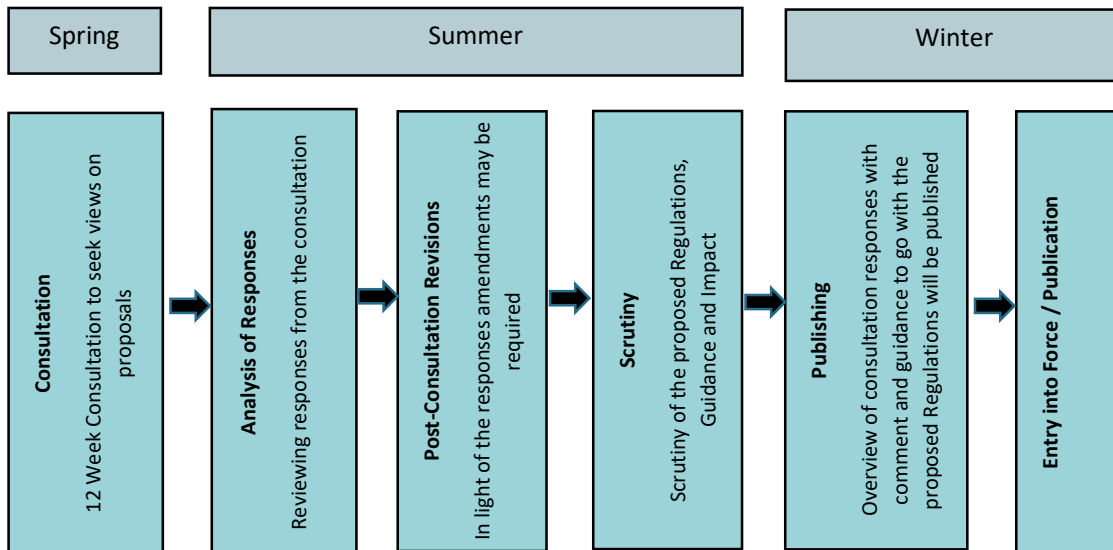 Spring
Summer
Winter
Consultation
12 Week Consultation to seek views on
proposals
Analysis of Responses
Reviewing responses from the consultation
Post-Consultation Revisions
In light of the responses amendments may be
required
Scrutiny
Scrutiny of the proposed Regulations,
Guidance and Impact
Publishing
Overview of consultation responses with
comment and guidance to go with the
proposed Regulations will be published
Entry into Force / Publication